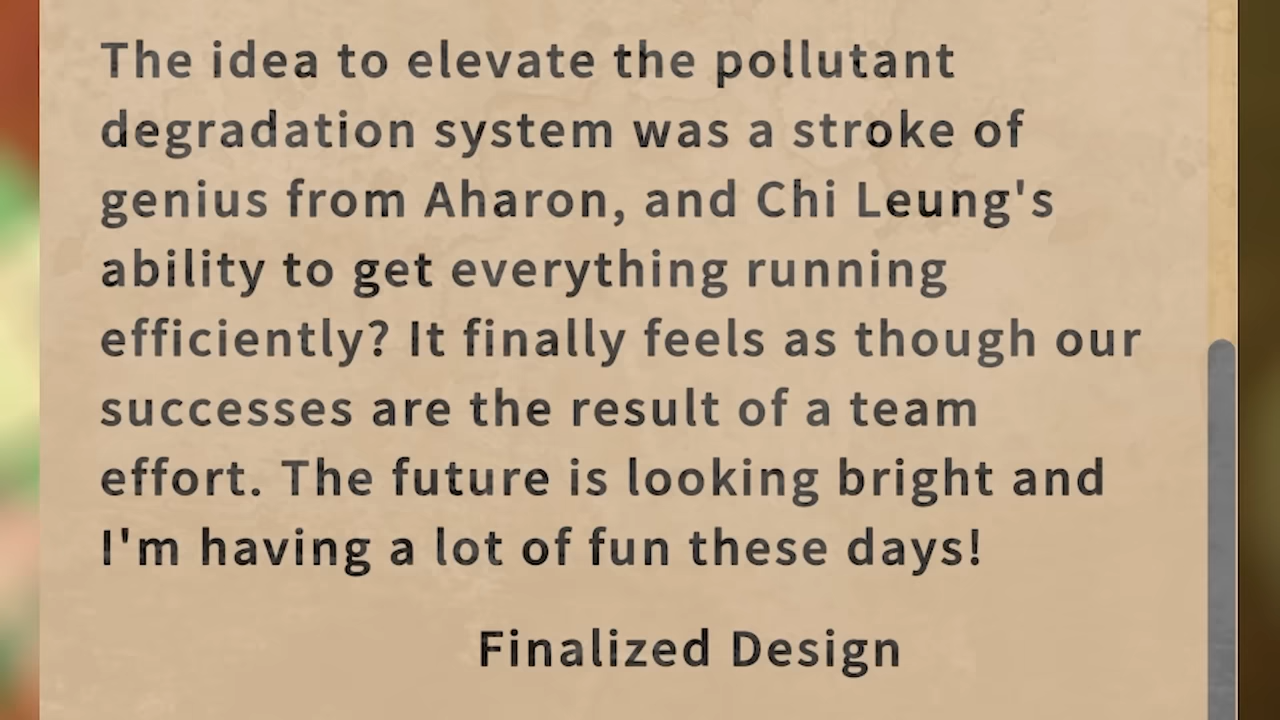 The idea to elevate the pollutant
degradation system was a stroke of
genius from Aharon, and Chi Leung's
ability to get everything running
efficiently? It finally feels as though our
successes are the result of a team
effort. The future is looking bright and
I'm having a lot of fun these days!
Finalized Design